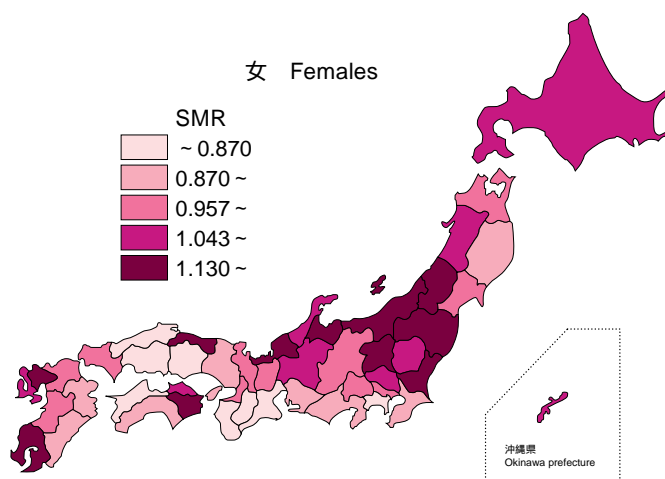 女 Females
SMR
~ 0.870
0.870 ~
0.957 ~
1.043 ~
1.130 ~
沖縄県
Okinawa prefecture